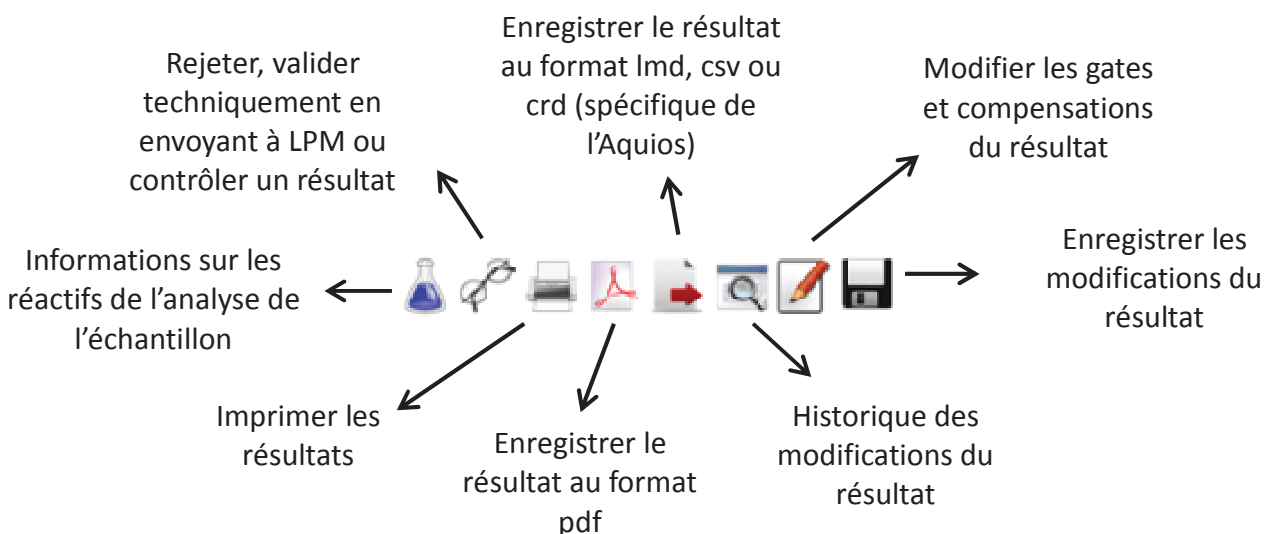 Enregistrer le résultat
au format lmd, csv ou
crd (spécifique de
l’Aquios)
Rejeter, valider
techniquement en
envoyant à LPM ou
contrôler un résultat
Modifier les gates
et compensations
du résultat
Informations sur les
réactifs de l’analyse de
l’échantillon
Enregistrer les
modifications du
résultat
Imprimer les
résultats
Enregistrer le
résultat au format
pdf
Historique des
modifications du
résultat